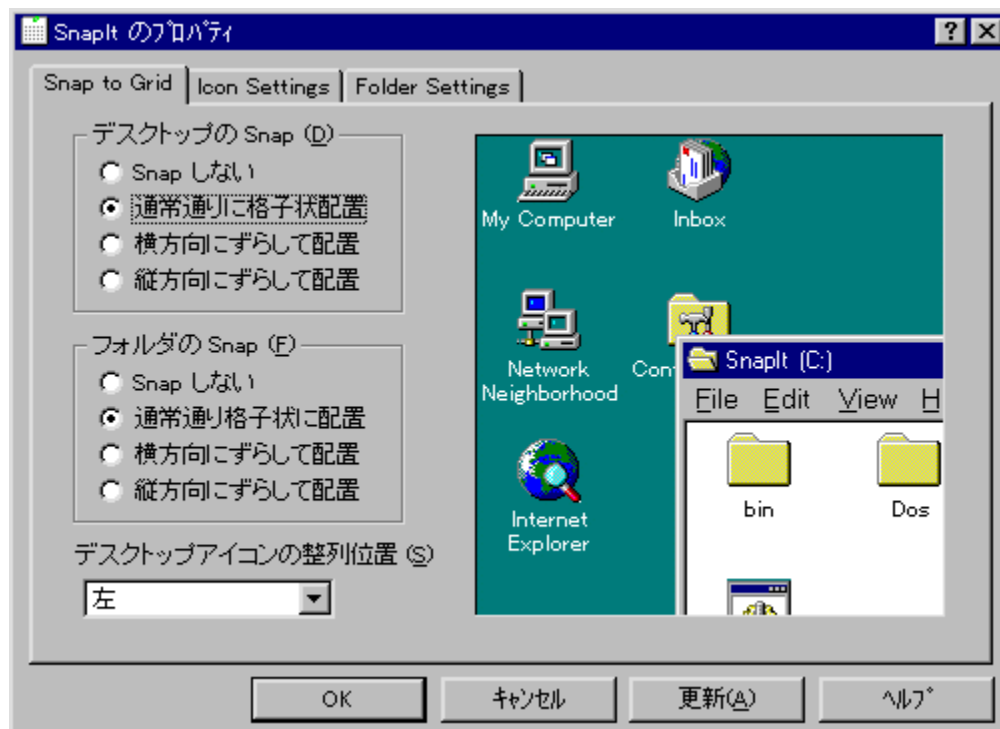 SnapIt のﾌﾟﾛﾊﾟﾃｨ
Snap to Grid
Icon Settings
Folder Settings
デスクトップの Snap (D)
Snap しない
通常通りに格子状配置
横方向にずらして配置
縦方向にずらして配置
フォルダの Snap (F)
Snap しない
通常通り格子状に配置
横方向にずらして配置
縦方向にずらして配置
デスクトップアイコンの整列位置 (S)
左
My Computer
Inbox
Network
Neighborhood
Con
Internet
Explorer
SnapIt (C:)
File Edit View H
bin
Dos
OK
ｷｬﾝｾﾙ
更新(A)
ﾍﾙﾌﾟ